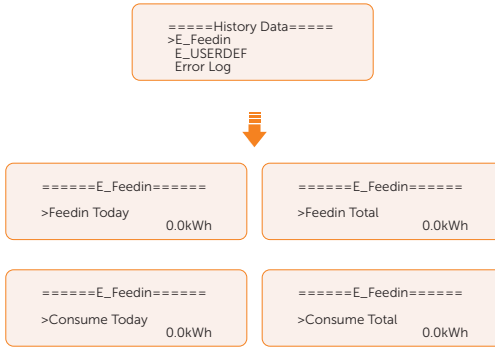 =====History Data=====
>E_Feedin
E_USERDEF
Error Log
======E_Feedin======
>Feedin Today
0.0kWh
======E_Feedin======
>Feedin Total
0.0kWh
======E_Feedin======
>Consume Today
0.0kWh
======E_Feedin======
>Consume Total
0.0kWh